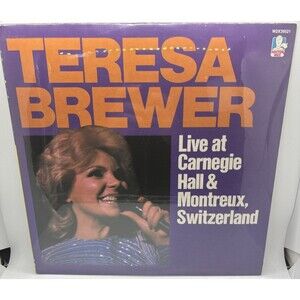 TERESA
BREWER
Live at
Carnegie
Hall &
Montreux,
Switzerland